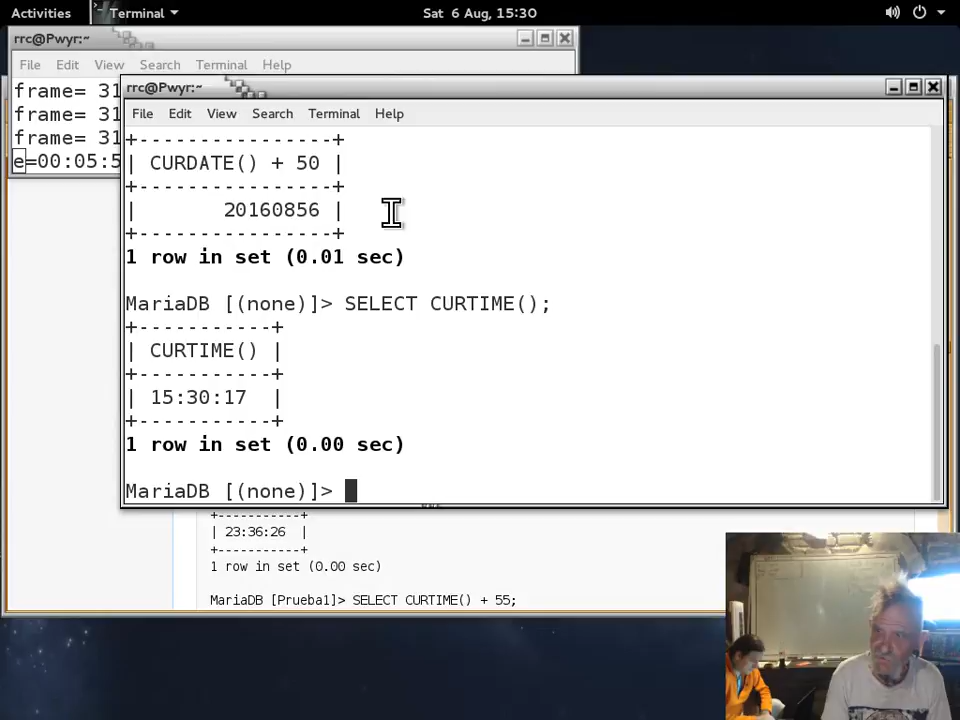 Activities Terminal Sat 6 Aug, 15:30
rrc@Pwyr:~
File Edit View Search Terminal Help
frame= 31
frame= 31
frame= 31
e=00:05:5
rrc@Pwyr:~
File Edit View Search Terminal Help
+----------------+
| CURDATE() + 50 |
+----------------+
| 20160856 |
+----------------+
1 row in set (0.01 sec)
MariaDB [(none)]> SELECT CURTIME();
+-----------+
| CURTIME() |
+-----------+
| 15:30:17 |
+-----------+
1 row in set (0.00 sec)
MariaDB [(none)]>
+-----------+
| 23:36:26 |
+-----------+
1 row in set (0.00 sec)
MariaDB [Prueba1]> SELECT CURTIME() + 55;